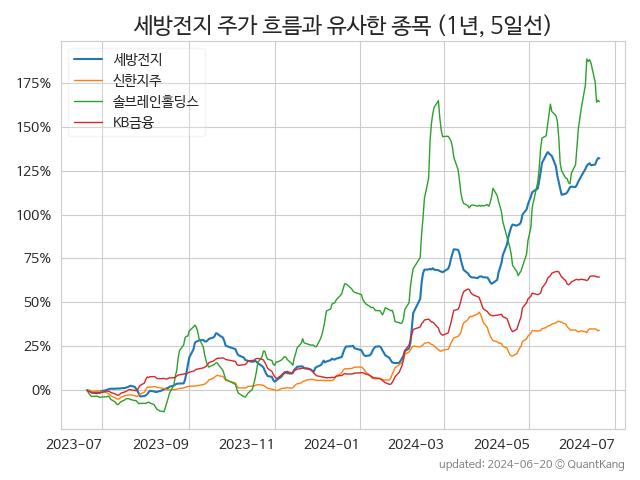 세방전지 주가 흐름과 유사한 종목 (1년, 5일선)
세방전지
신한지주
솔브레인홀딩스
KB금융
175%
150%
125%
100%
75%
50%
25%
0%
2023-07 2023-09 2023-11 2024-01 2024-03 2024-05 2024-07
updated: 2024-06-20 © QuantKang